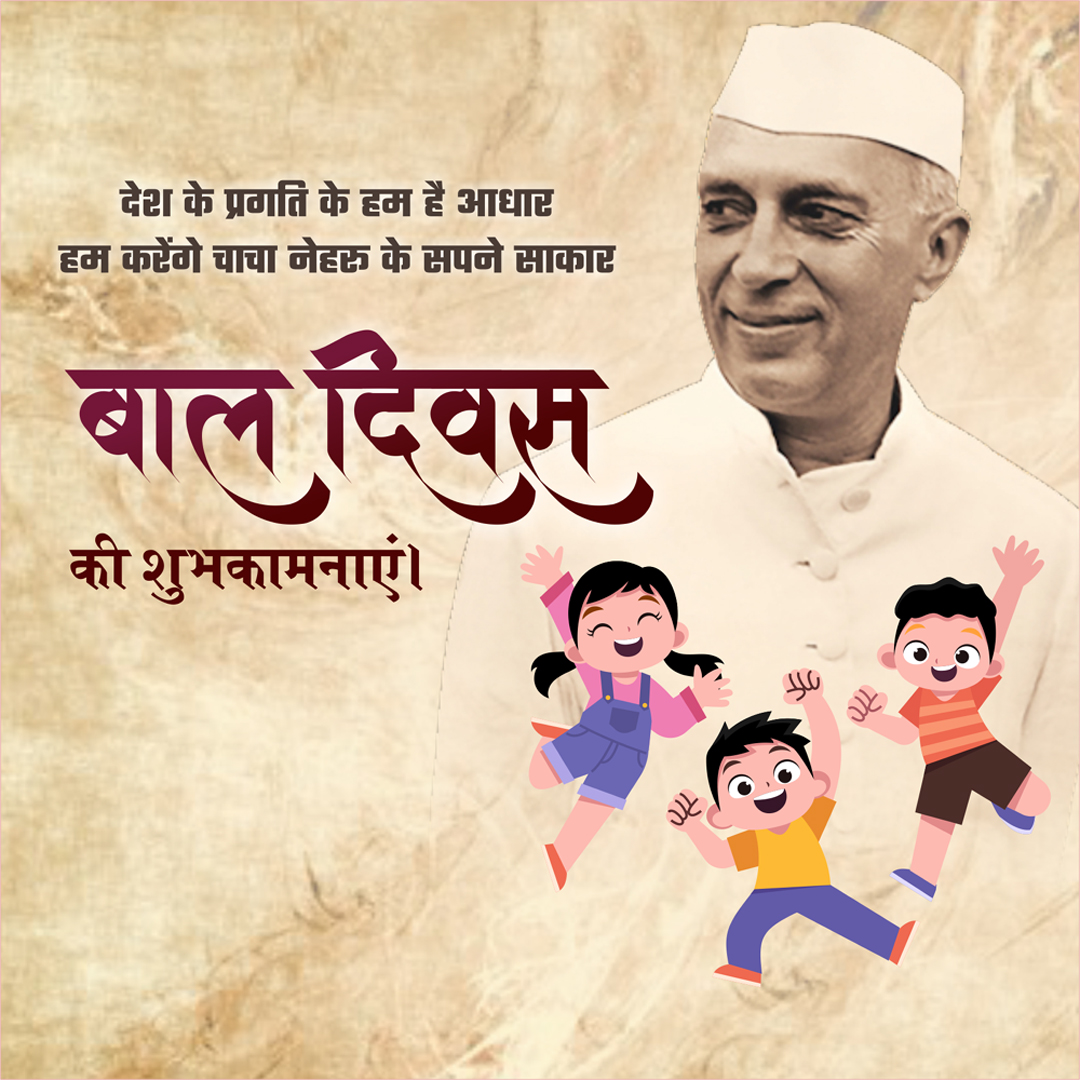 देश के प्रगति के हम है आधार
हम करेंगे चाचा नेहरू के सपने साकार
बाल दिवस
की शुभकामनाएं।